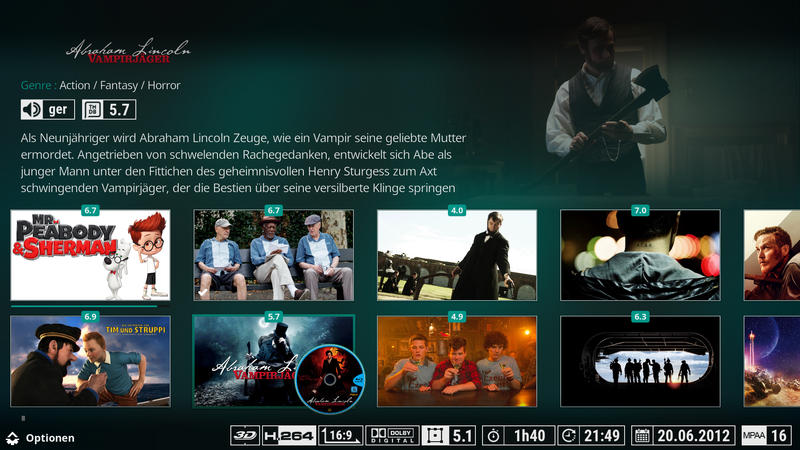 Abraham Lincoln
VAMPIRJÄGER
Genre : Action / Fantasy / Horror
ger
TM DB
5.7
Als Neunjähriger wird Abraham Lincoln Zeuge, wie ein Vampir seine geliebte Mutter
ermordet. Angetrieben von schwelenden Rachegedanken, entwickelt sich Abe als
junger Mann unter den Fittichen des geheimnisvollen Henry Sturgess zum Axt
schwingenden Vampirjäger, der die Bestien über seine versilberte Klinge springen
6.7
6.7
4.0
7.0
MR.
PEABODY
& SHERMAN
6.9
5.7
4.9
6.3
TIM UND STRUPPI
Abraham Lincoln
VAMPIRJÄ
Optionen
3D
H.264
16:9
DOLBY
DIGITAL
5.1
1h40
21:49
20.06.2012
MPAA
16